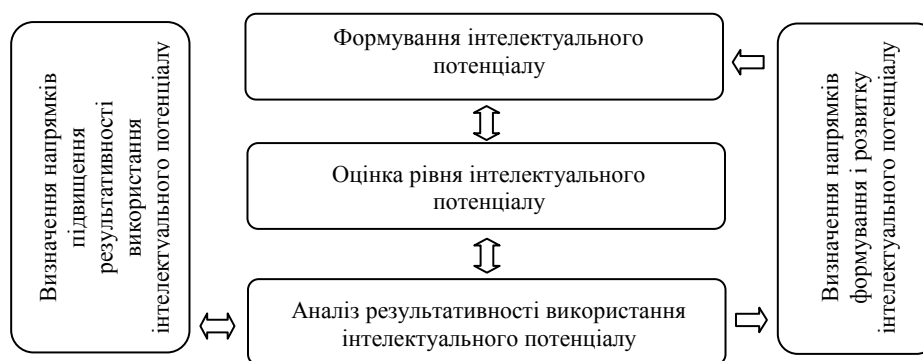 Визначення напрямків
підвищення
результативності
використання
інтелектуального потенціалу
Формування інтелектуального
потенціалу
Оцінка рівня інтелектуального
потенціалу
Аналіз результативності використання
інтелектуального потенціалу
Визначення напрямків
формування і розвитку
інтелектуального потенціалу